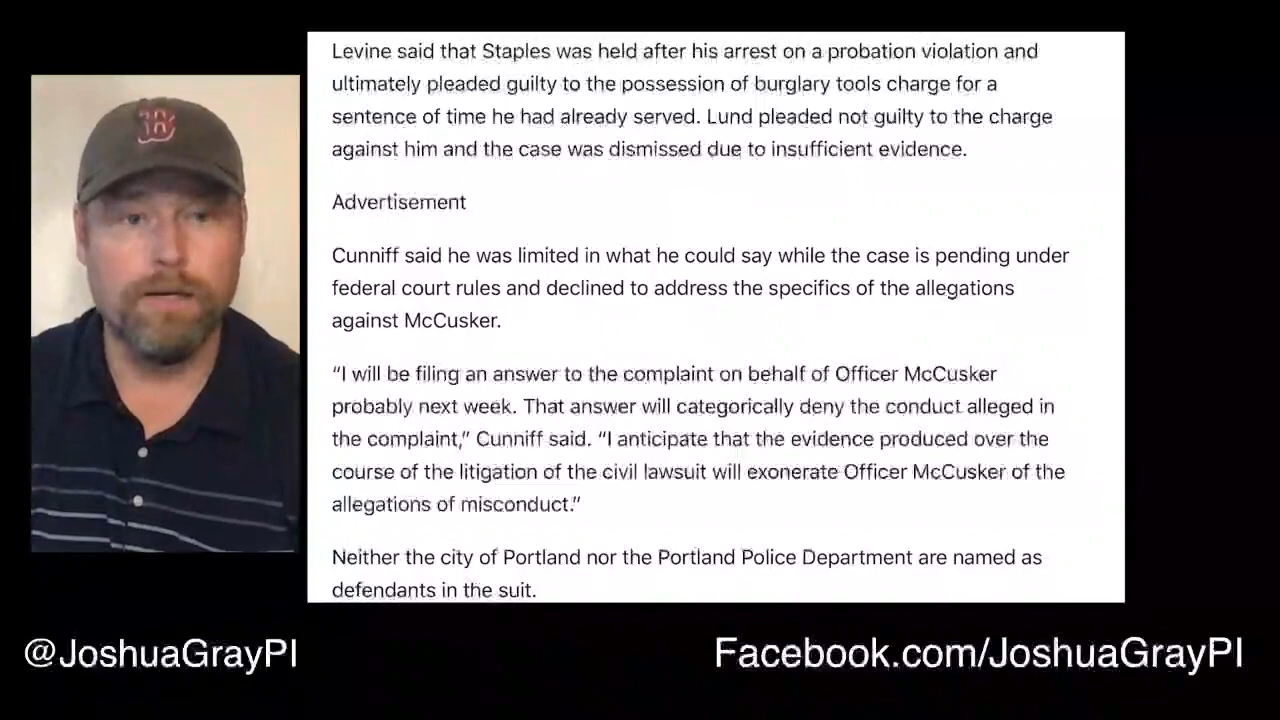 B
Levine said that Staples was held after his arrest on a probation violation and
ultimately pleaded guilty to the possession of burglary tools charge for a
sentence of time he had already served. Lund pleaded not guilty to the charge
against him and the case was dismissed due to insufficient evidence.
Advertisement
Cunniff said he was limited in what he could say while the case is pending under
federal court rules and declined to address the specifics of the allegations
against McCusker.
“I will be filing an answer to the complaint on behalf of Officer McCusker
probably next week. That answer will categorically deny the conduct alleged in
the complaint,” Cunniff said. “I anticipate that the evidence produced over the
course of the litigation of the civil lawsuit will exonerate Officer McCusker of the
allegations of misconduct.”
Neither the city of Portland nor the Portland Police Department are named as
defendants in the suit.
@JoshuaGrayPI
Facebook.com/JoshuaGrayPI